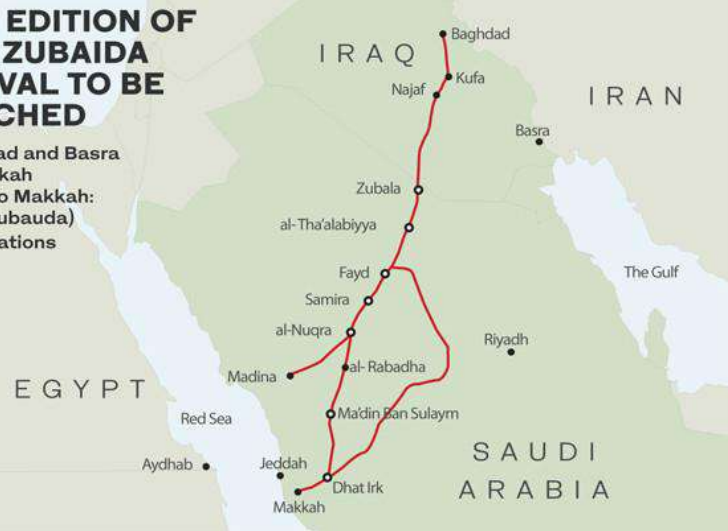 EDITION OF
ZUBAIDA
VAL TO BE
CHED
ad and Basra
kah
o Makkah:
ubauda)
ations
IRAQ
Baghdad
Kufa
Najaf
IRAN
Basra
Zubala
al-Tha'alabiyya
Fayd
The Gulf
Samira
al-Nuqra
Riyadh
al- Rabadha
Madina
EGYPT
Ma'din Ban Sulaym
Red Sea
SAUDI
ARABIA
Aydhab
Jeddah
Dhat Irk
Makkah